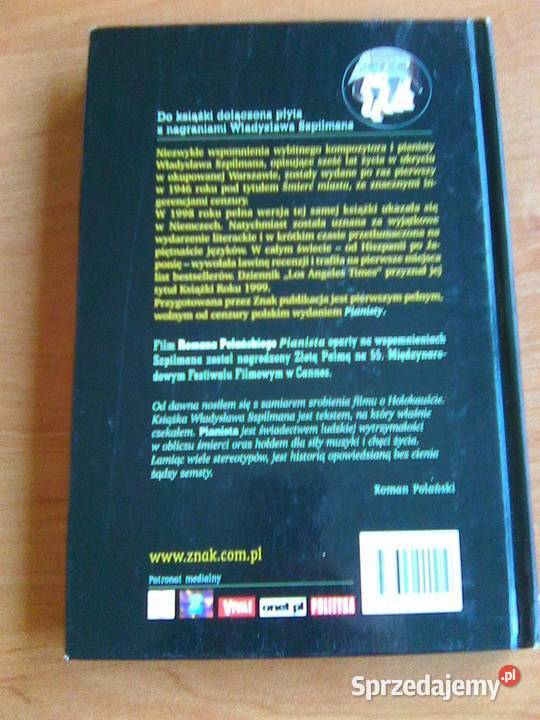 Do książki dołączona płyta
z nagraniami Władysława Szpilmana
Niezwykłe wspomnienia wybitnego kompozytora i pianisty
Władysława Szpilmana, opisujące sześć lat życia w ukryciu
w okupowanej Warszawie, zostały wydane po raz pierwszy
w 1946 roku pod tytułem Śmierć miasta, ze znacznymi in-
gerencjami cenzury.
W 1998 roku pełna wersja tej samej książki ukazała się
w Niemczech. Natychmiast została uznana za wyjątkowe
wydarzenie literackie i w krótkim czasie przetłumaczona na
piętnaście języków. W całym świecie – od Hiszpanii po Ja-
ponię – wywołała lawinę recenzji i trafiła na pierwsze miejsca
list bestsellerów. Dziennik „Los Angeles Times" przyznał jej
tytuł Książki Roku 1999.
Przygotowana przez Znak publikacja jest pierwszym pełnym,
wolnym od cenzury polskim wydaniem Pianisty.
Film Romana Polańskiego Pianista oparty na wspomnieniach
Szpilmana został nagrodzony Złotą Palmą na 55. Międzynaro-
dowym Festiwalu Filmowym w Cannes.
Od dawna nosiłem się z zamiarem zrobienia filmu o Holokauście.
Książka Władysława Szpilmana jest tekstem, na który właśnie
czekałem. Pianista jest świadectwem ludzkiej wytrzymałości
w obliczu śmierci oraz hołdem dla siły muzyki i chęci życia.
Łamiąc wiele stereotypów, jest historią opowiedzianą bez cienia
żądzy zemsty.
Roman Polański
www.znak.com.pl
Patronat medialny
VIVA! onet.pl POLITYKA
Sprzedajemy.pl